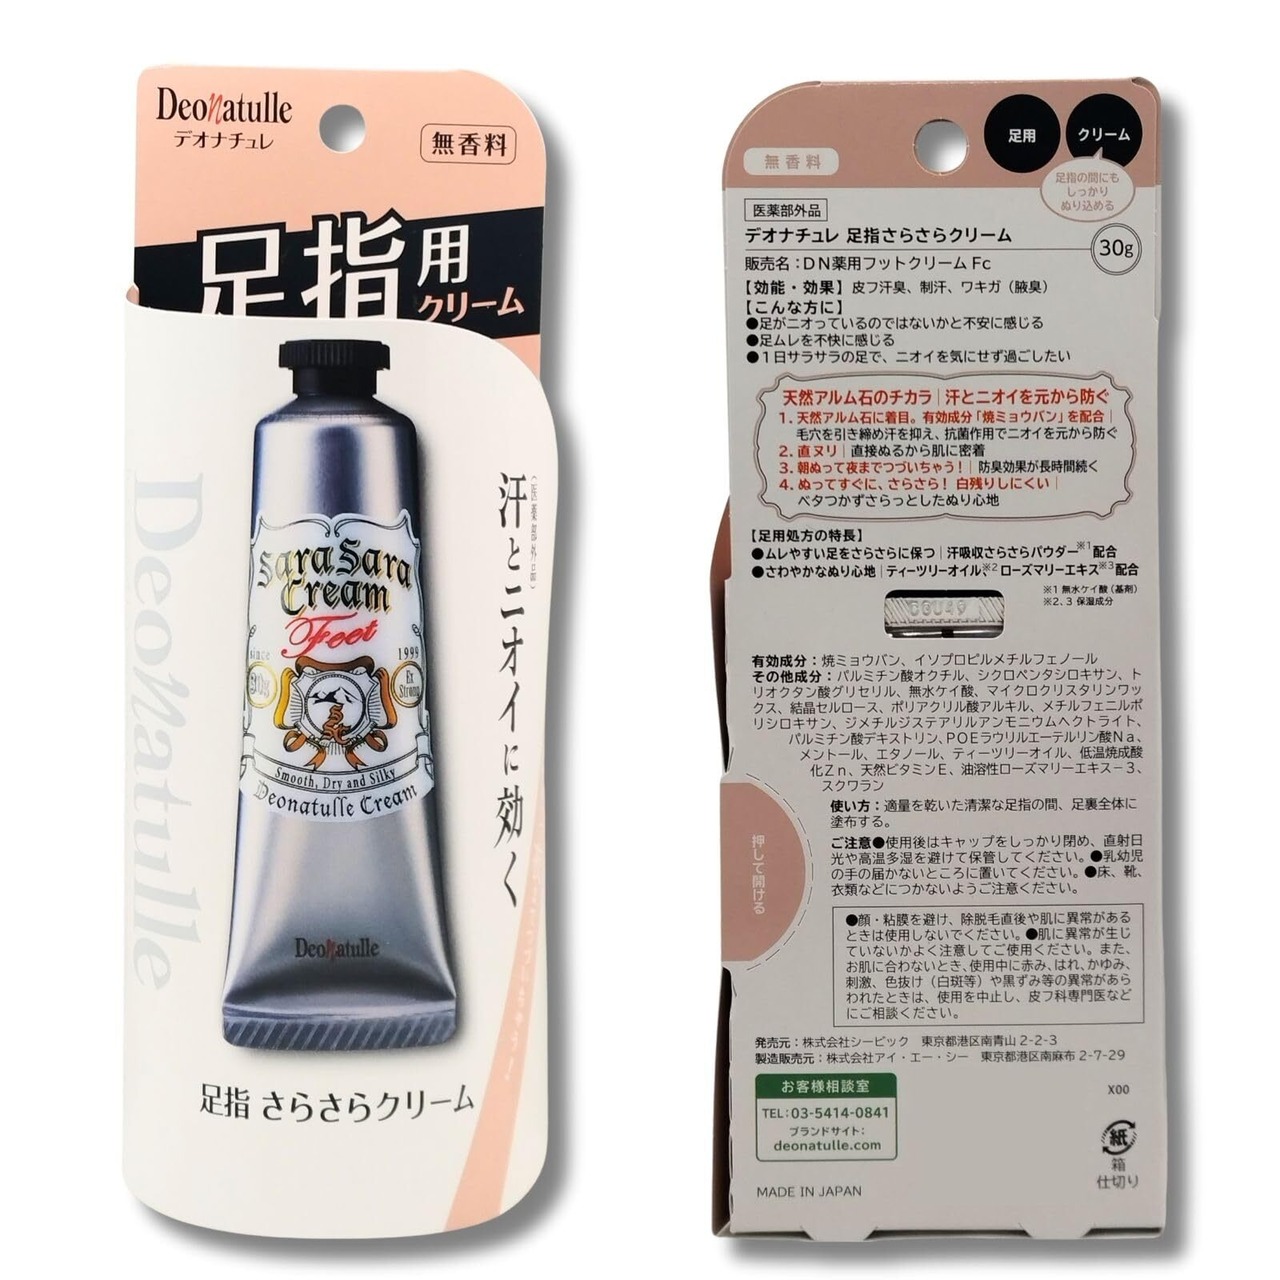 Deonatulle
デオナチュレ
無香料
足指用
クリーム
Deonatulle
汗とニオイに効く
(医薬部外品)
Sara Sara
Cream
Feet
since
1999
30g
Ex
Strong
Smooth, Dry and Silky
Deonatulle Cream
Deonatulle
足指 さらさらクリーム
無香料
足用
クリーム
足指の間にも
しっかり
ぬり込める
医薬部外品
デオナチュレ 足指さらさらクリーム
30g
販売名:DN薬用フットクリーム Fc
【効能・効果】皮フ汗臭、制汗、ワキガ(腋臭)
【こんな方に】
●足がニオっているのではないかと不安に感じる
●足ムレを不快に感じる
●1日サラサラの足で、ニオイを気にせず過ごしたい
天然アルム石のチカラ|汗とニオイを元から防ぐ
1. 天然アルム石に着目。有効成分「焼ミョウバン」を配合|
毛穴を引き締め汗を抑え、抗菌作用でニオイを元から防ぐ
2. 直ヌリ|直接ぬるから肌に密着
3. 朝ぬって夜までつづいちゃう!|防臭効果が長時間続く
4. ぬってすぐに、さらさら! 白残りしにくい|
ベタつかずさらっとしたぬり心地
【足用処方の特長】
●ムレやすい足をさらさらに保つ|汗吸収さらさらパウダー※1配合
●さわやかなぬり心地|ティーツリーオイル、※2 ローズマリーエキス※3配合
※1 無水ケイ酸(基剤)
※2、3 保湿成分
有効成分:焼ミョウバン、イソプロピルメチルフェノール
その他成分:パルミチン酸オクチル、シクロペンタシロキサン、ト
リオクタン酸グリセリル、無水ケイ酸、マイクロクリスタリンワッ
クス、結晶セルロース、ポリアクリル酸アルキル、メチルフェニルポ
リシロキサン、ジメチルジステアリルアンモニウムヘクトライト、
パルミチン酸デキストリン、POEラウリルエーテルリン酸Na、
メントール、エタノール、ティーツリーオイル、低温焼成酸
化Zn、天然ビタミンE、油溶性ローズマリーエキス-3、
スクワラン
使い方:適量を乾いた清潔な足指の間、足裏全体に
塗布する。
ご注意●使用後はキャップをしっかり閉め、直射日
光や高温多湿を避けて保管してください。●乳幼児
の手の届かないところに置いてください。●床、靴、
衣類などにつかないようご注意ください。
押して開ける
●顔・粘膜を避け、除脱毛直後や肌に異常がある
ときは使用しないでください。●肌に異常が生じ
ていないかよく注意してご使用ください。また、
お肌に合わないとき、使用中に赤み、はれ、かゆみ、
刺激、色抜け(白斑等)や黒ずみ等の異常があら
われたときは、使用を中止し、皮フ科専門医など
にご相談ください。
発売元:株式会社シービック 東京都港区南青山 2-2-3
製造販売元:株式会社アイ・エー・シー 東京都港区南麻布 2-7-29
お客様相談室
TEL:03-5414-0841
ブランドサイト:
deonatulle.com
X00
紙
箱
仕切り
MADE IN JAPAN